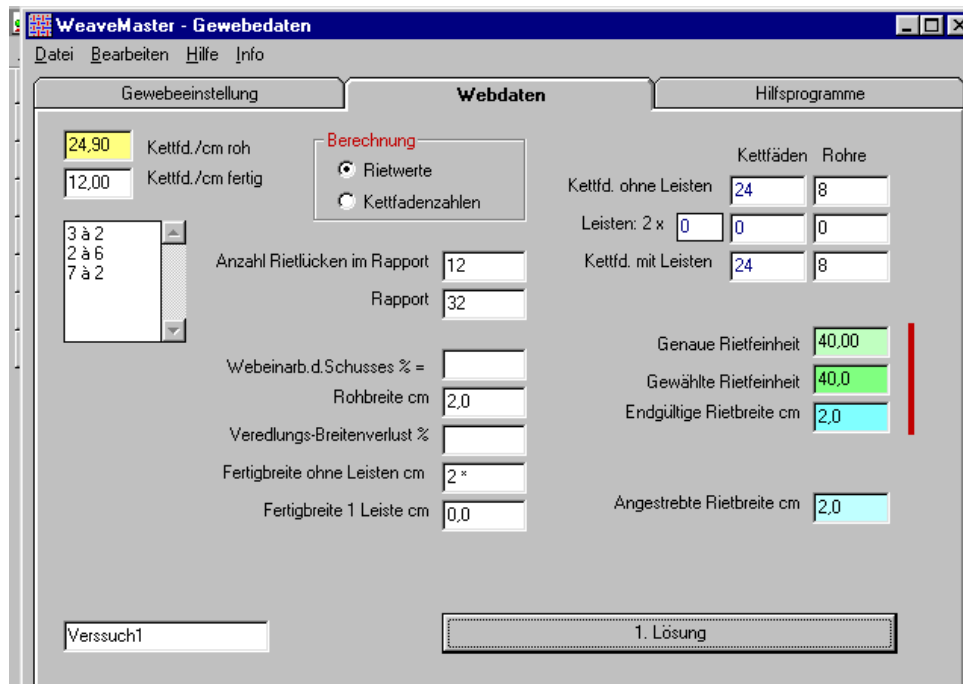 WeaveMaster - Gewebedaten
Datei Bearbeiten Hilfe Info
Gewebeeinstellung Webdaten Hilfsprogramme
24,90 Kettfd./cm roh
12,00 Kettfd./cm fertig
Berechnung
Rietwerte
Kettfadenzahlen
Kettfäden Rohre
Kettfd. ohne Leisten 24 8
Leisten: 2 x 0 0 0
Kettfd. mit Leisten 24 8
3 à 2
2 à 6
7 à 2
Anzahl Rietlücken im Rapport 12
Rapport 32
Webeinarb.d.Schusses % =
Rohbreite cm 2,0
Veredlungs-Breitenverlust %
Fertigbreite ohne Leisten cm 2 *
Fertigbreite 1 Leiste cm 0,0
Genaue Rietfeinheit 40,00
Gewählte Rietfeinheit 40,0
Endgültige Rietbreite cm 2,0
Angestrebte Rietbreite cm 2,0
Verssuch1
1. Lösung